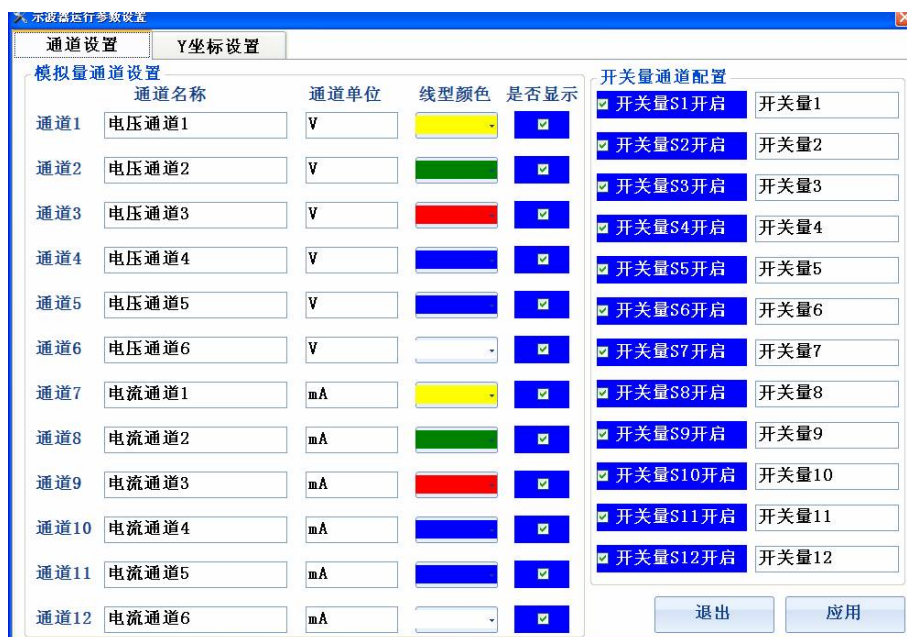 示波器运行参数设置
通道设置 Y坐标设置
模拟量通道设置
通道名称 通道单位 线型颜色 是否显示
通道1 电压通道1 V
通道2 电压通道2 V
通道3 电压通道3 V
通道4 电压通道4 V
通道5 电压通道5 V
通道6 电压通道6 V
通道7 电流通道1 mA
通道8 电流通道2 mA
通道9 电流通道3 mA
通道10 电流通道4 mA
通道11 电流通道5 mA
通道12 电流通道6 mA
开关量通道配置
开关量S1开启 开关量1
开关量S2开启 开关量2
开关量S3开启 开关量3
开关量S4开启 开关量4
开关量S5开启 开关量5
开关量S6开启 开关量6
开关量S7开启 开关量7
开关量S8开启 开关量8
开关量S9开启 开关量9
开关量S10开启 开关量10
开关量S11开启 开关量11
开关量S12开启 开关量12
退出 应用